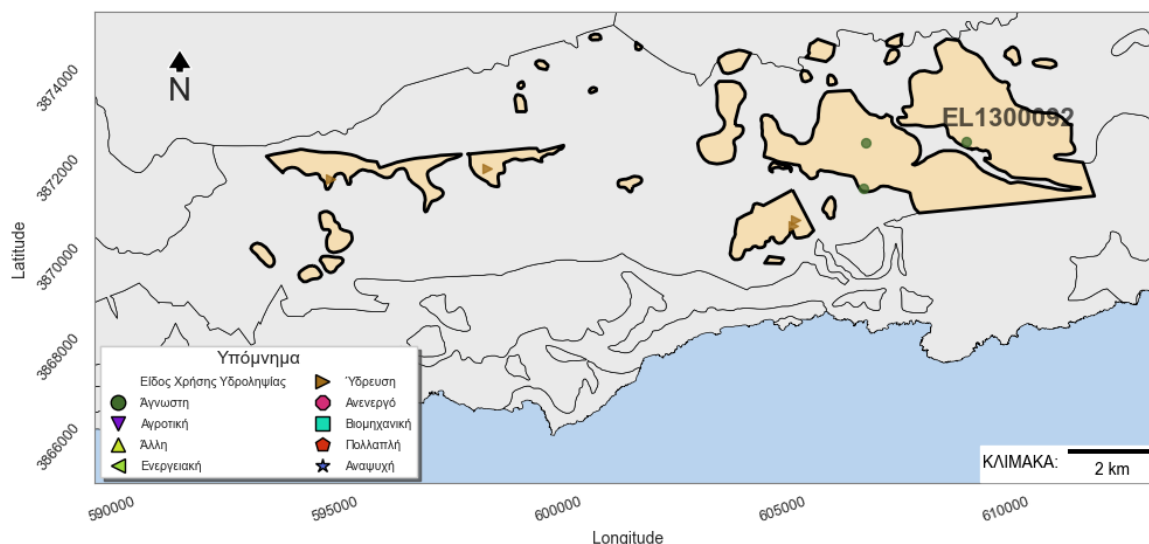 3874000
3872000
3870000
3868000
3866000
Latitude
N
EL1300092
Υπόμνημα
Είδος Χρήσης Υδροληψίας
Άγνωστη
Αγροτική
Άλλη
Ενεργειακή
Ύδρευση
Ανενεργό
Βιομηχανική
Πολλαπλή
Αναψυχή
ΚΛΙΜΑΚΑ:
2 km
590000
595000
600000
605000
610000
Longitude